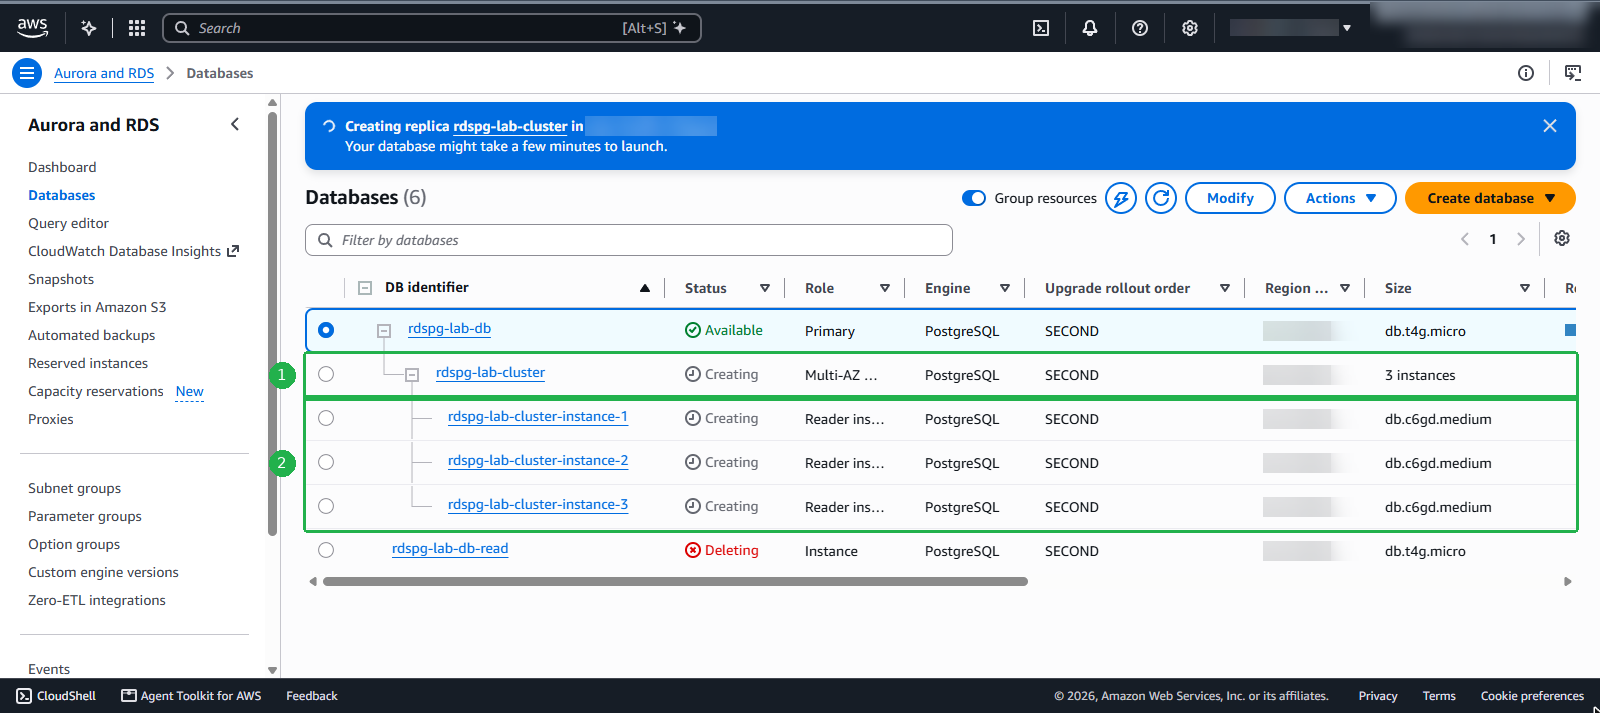 aws
Search [Alt+S]
Aurora and RDS > Databases
Aurora and RDS
Dashboard
Databases
Query editor
CloudWatch Database Insights
Snapshots
Exports in Amazon S3
Automated backups
Reserved instances
Capacity reservations New
Proxies
Subnet groups
Parameter groups
Option groups
Custom engine versions
Zero-ETL integrations
Events
Creating replica rdspg-lab-cluster in
Your database might take a few minutes to launch.
Databases (6)
Group resources
Modify
Actions
Create database
Filter by databases
1
DB identifier Status Role Engine Upgrade rollout order Region ... Size
rdspg-lab-db Available Primary PostgreSQL SECOND db.t4g.micro
1 rdspg-lab-cluster Creating Multi-AZ ... PostgreSQL SECOND 3 instances
rdspg-lab-cluster-instance-1 Creating Reader ins... PostgreSQL SECOND db.c6gd.medium
2 rdspg-lab-cluster-instance-2 Creating Reader ins... PostgreSQL SECOND db.c6gd.medium
rdspg-lab-cluster-instance-3 Creating Reader ins... PostgreSQL SECOND db.c6gd.medium
rdspg-lab-db-read Deleting Instance PostgreSQL SECOND db.t4g.micro
CloudShell Agent Toolkit for AWS Feedback © 2026, Amazon Web Services, Inc. or its affiliates. Privacy Terms Cookie preferences